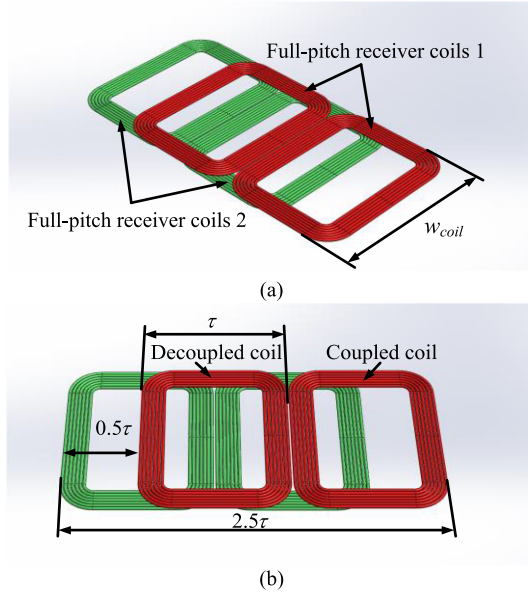 Full-pitch receiver coils 1
Full-pitch receiver coils 2
w_coil
(a)
τ
Decoupled coil
Coupled coil
0.5τ
2.5τ
(b)